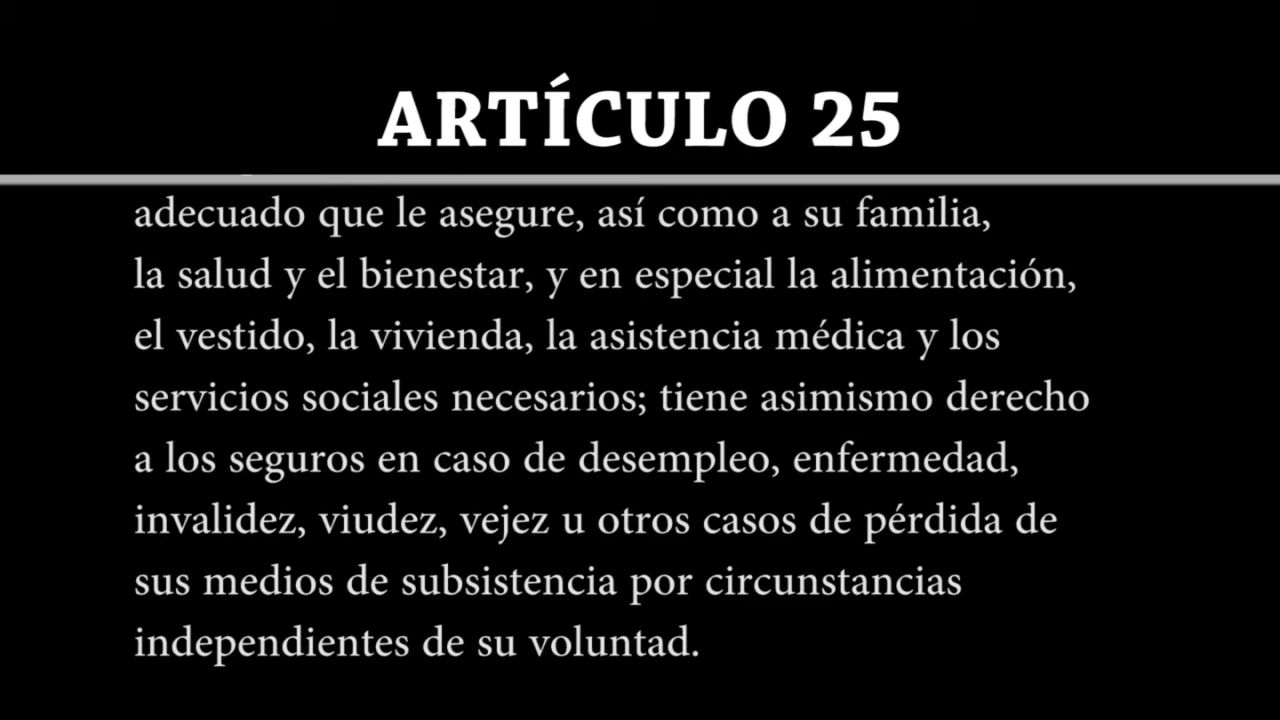 ARTÍCULO 25
adecuado que le asegure, así como a su familia,
la salud y el bienestar, y en especial la alimentación,
el vestido, la vivienda, la asistencia médica y los
servicios sociales necesarios; tiene asimismo derecho
a los seguros en caso de desempleo, enfermedad,
invalidez, viudez, vejez u otros casos de pérdida de
sus medios de subsistencia por circunstancias
independientes de su voluntad.